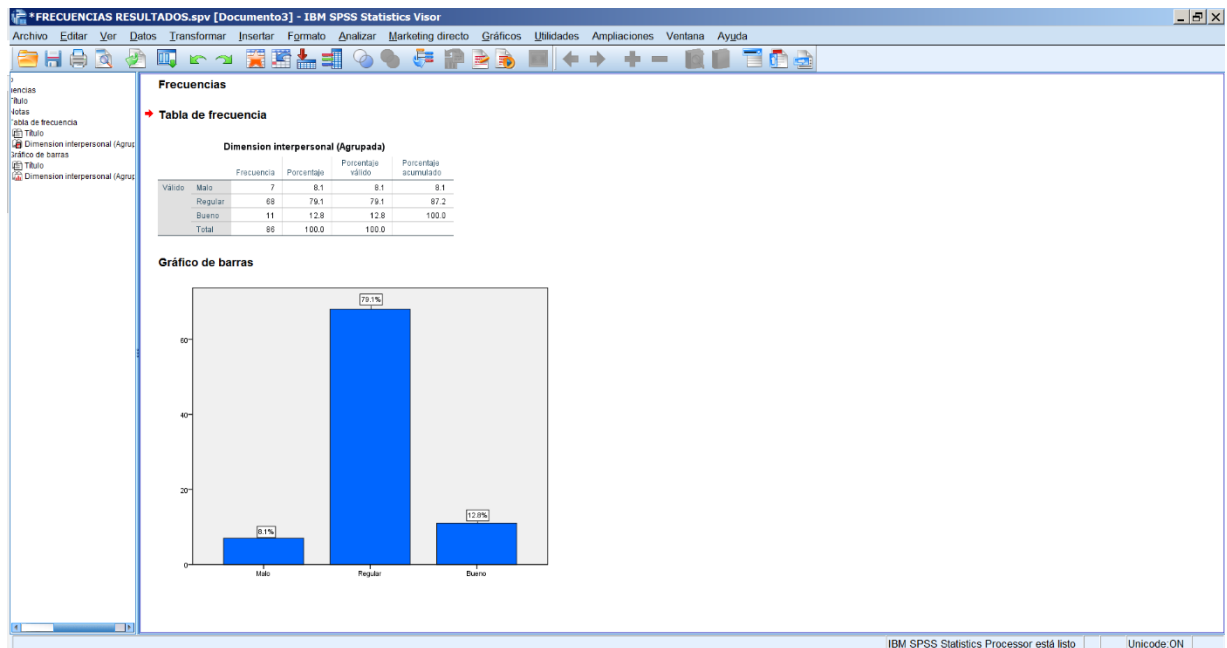 *FRECUENCIAS RESULTADOS.spv [Documento3] - IBM SPSS Statistics Visor
Archivo Editar Ver Datos Transformar Insertar Formato Analizar Marketing directo Gráficos Utilidades Ampliaciones Ventana Ayuda
encias
Título
Notas
Tabla de frecuencia
Título
Dimension interpersonal (Agrup
Gráfico de barras
Título
Dimension interpersonal (Agrup
Frecuencias
Tabla de frecuencia
Dimension interpersonal (Agrupada)
Frecuencia Porcentaje Porcentaje válido Porcentaje acumulado
Válido Malo 7 8.1 8.1 8.1
Regular 68 79.1 79.1 87.2
Bueno 11 12.8 12.8 100.0
Total 86 100.0 100.0
Gráfico de barras
79.1%
60
40
20
12.8%
8.1%
0
Malo Regular Bueno
IBM SPSS Statistics Processor está listo Unicode:ON